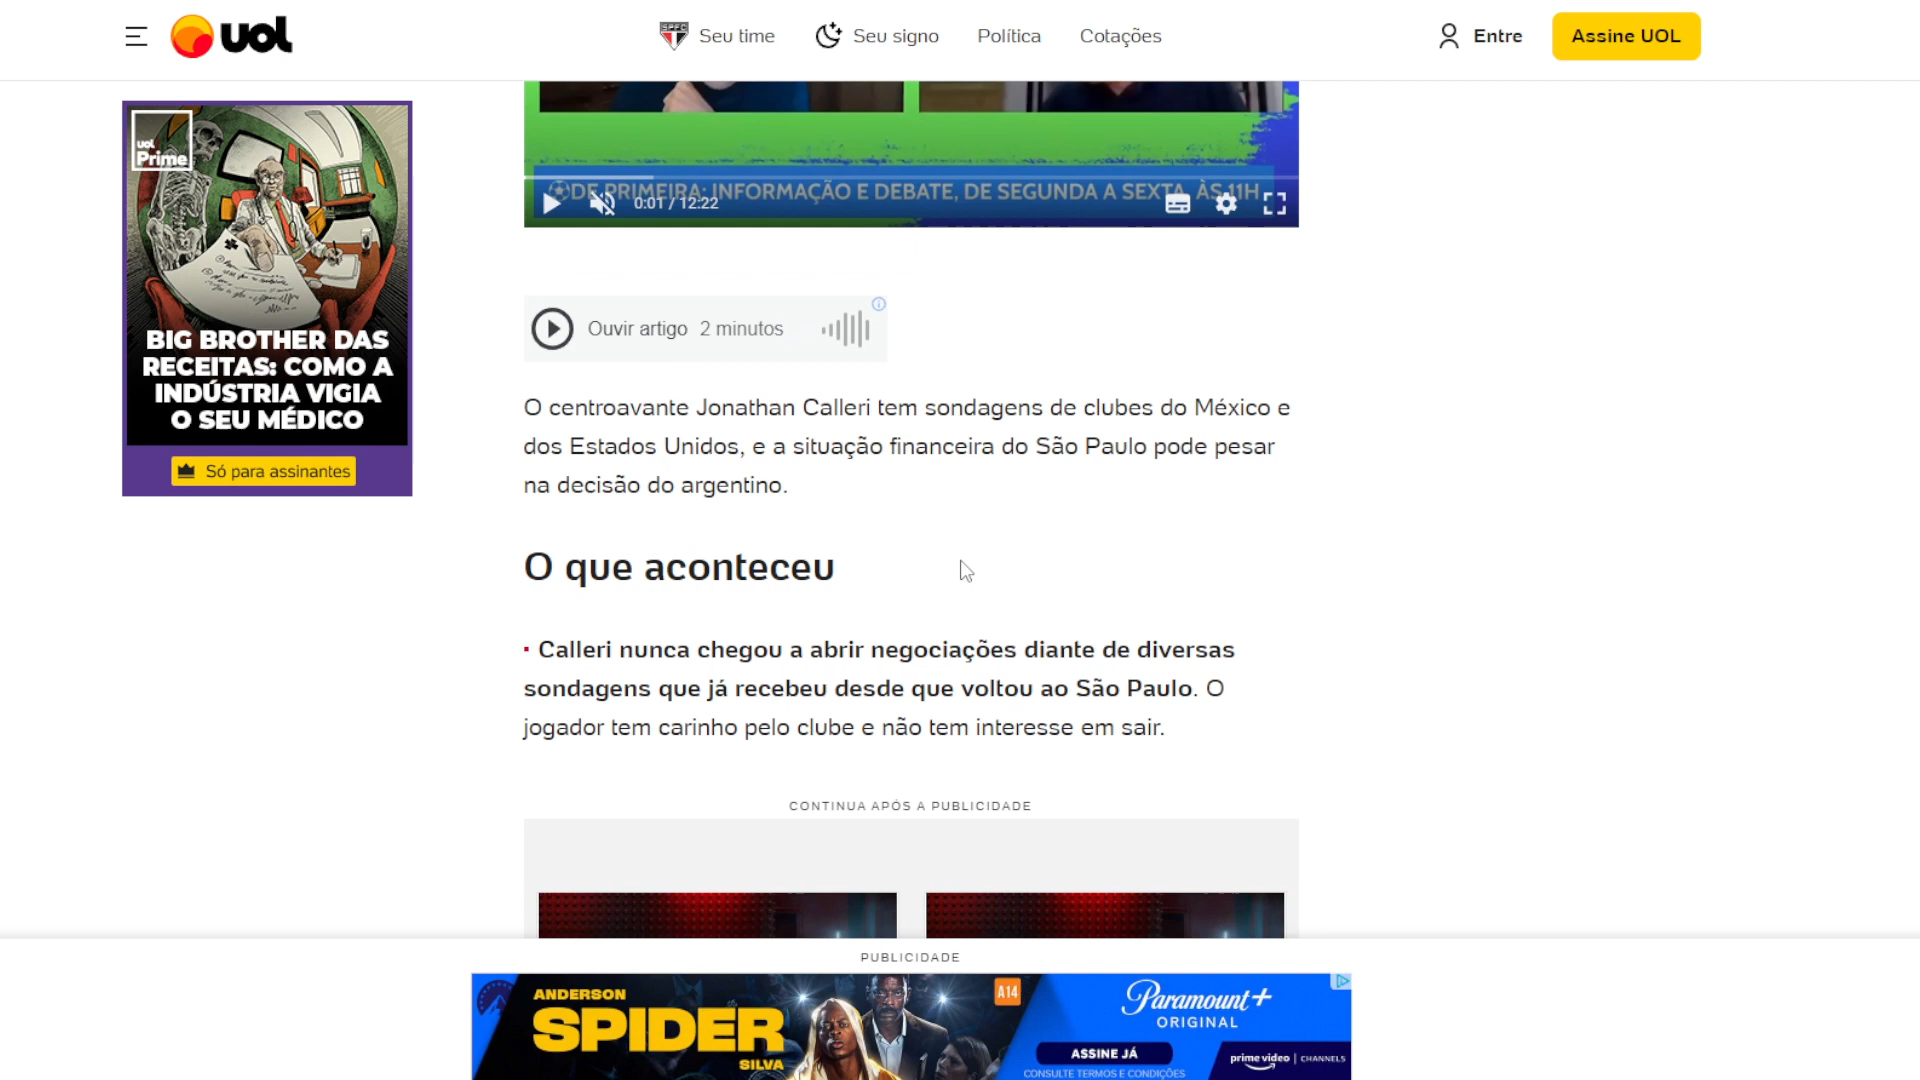 uol
Seu time
Seu signo
Política
Cotações
Entre
Assine UOL
uol
Prime
BIG BROTHER DAS
RECEITAS: COMO A
INDÚSTRIA VIGIA
O SEU MÉDICO
Só para assinantes
DE PRIMEIRA: INFORMAÇÃO E DEBATE, DE SEGUNDA A SEXTA, ÀS 11H
0:01 / 12:22
Ouvir artigo 2 minutos
O centroavante Jonathan Calleri tem sondagens de clubes do México e
dos Estados Unidos, e a situação financeira do São Paulo pode pesar
na decisão do argentino.
O que aconteceu
Calleri nunca chegou a abrir negociações diante de diversas
sondagens que já recebeu desde que voltou ao São Paulo. O
jogador tem carinho pelo clube e não tem interesse em sair.
CONTINUA APÓS A PUBLICIDADE
PUBLICIDADE
ANDERSON
SPIDER
SILVA
A14
Paramount+
ORIGINAL
ASSINE JÁ
CONSULTE TERMOS E CONDIÇÕES
prime video | CHANNELS